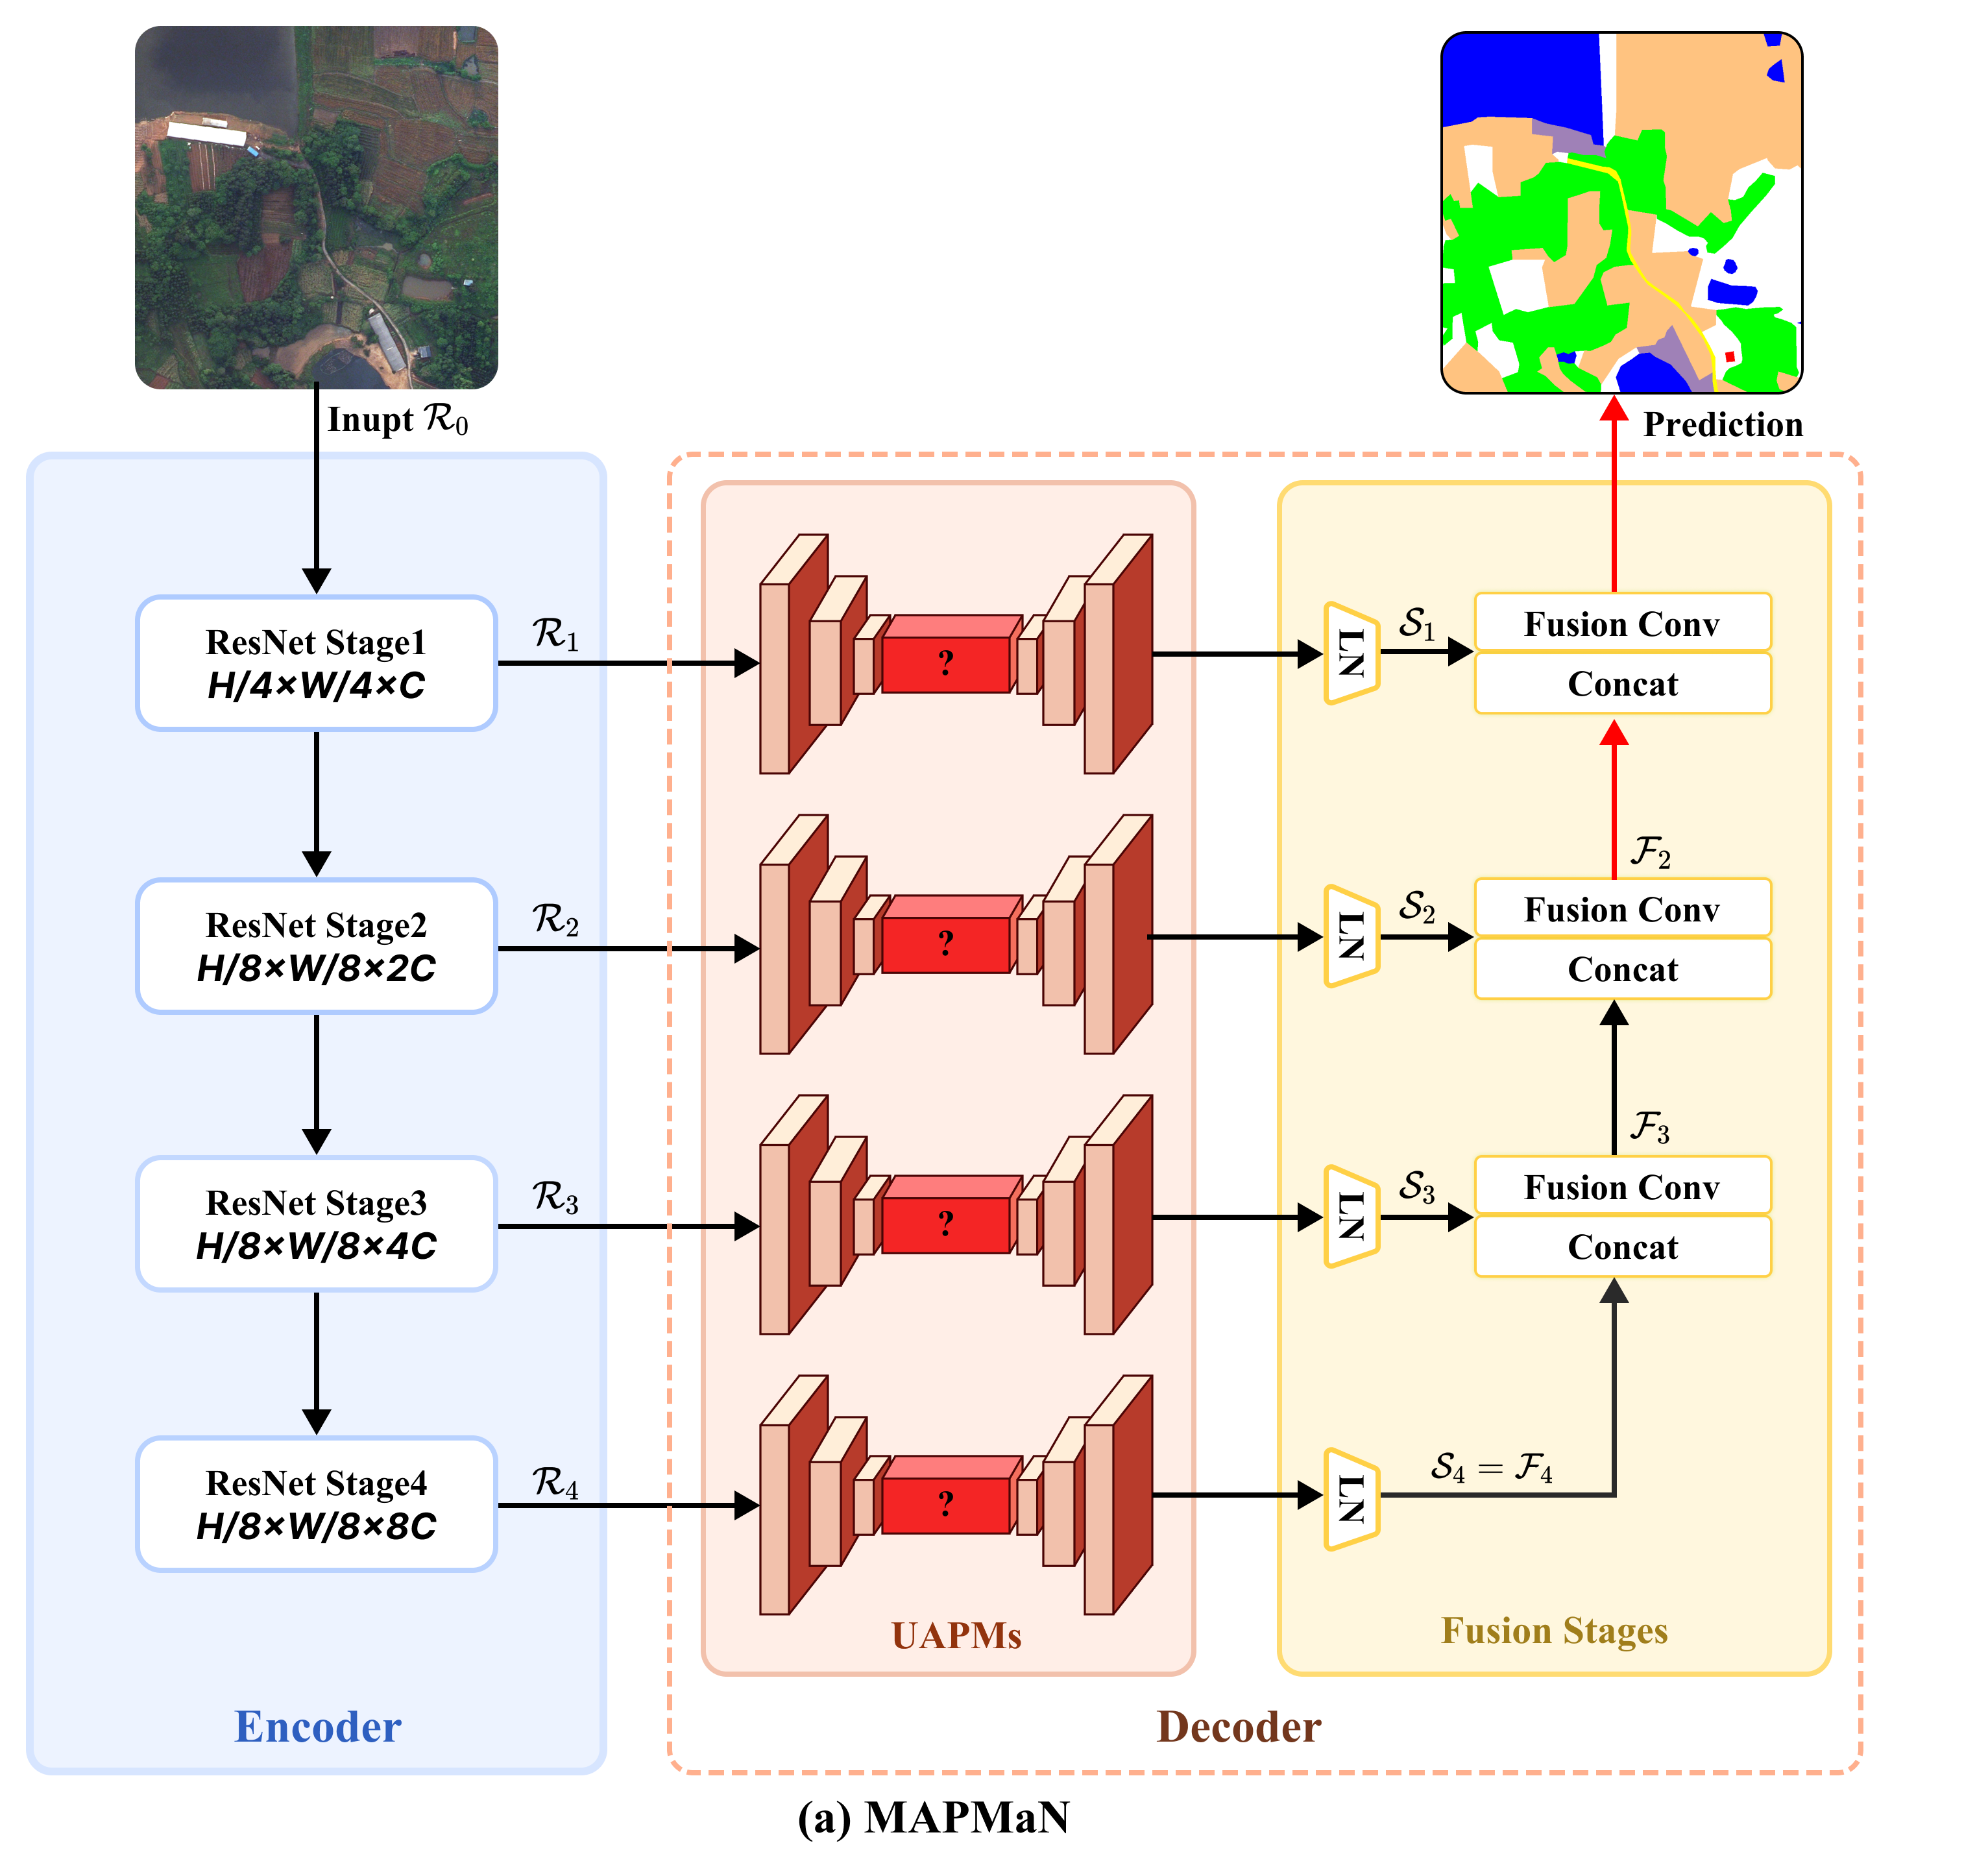 Inupt R₀
Prediction
ResNet Stage1
H/4×W/4×C
R₁
?
LN
S₁
Fusion Conv
Concat
F₂
ResNet Stage2
H/8×W/8×2C
R₂
?
LN
S₂
Fusion Conv
Concat
F₃
ResNet Stage3
H/8×W/8×4C
R₃
?
LN
S₃
Fusion Conv
Concat
ResNet Stage4
H/8×W/8×8C
R₄
?
LN
S₄ = F₄
UAPMs
Fusion Stages
Encoder
Decoder
(a) MAPMaN